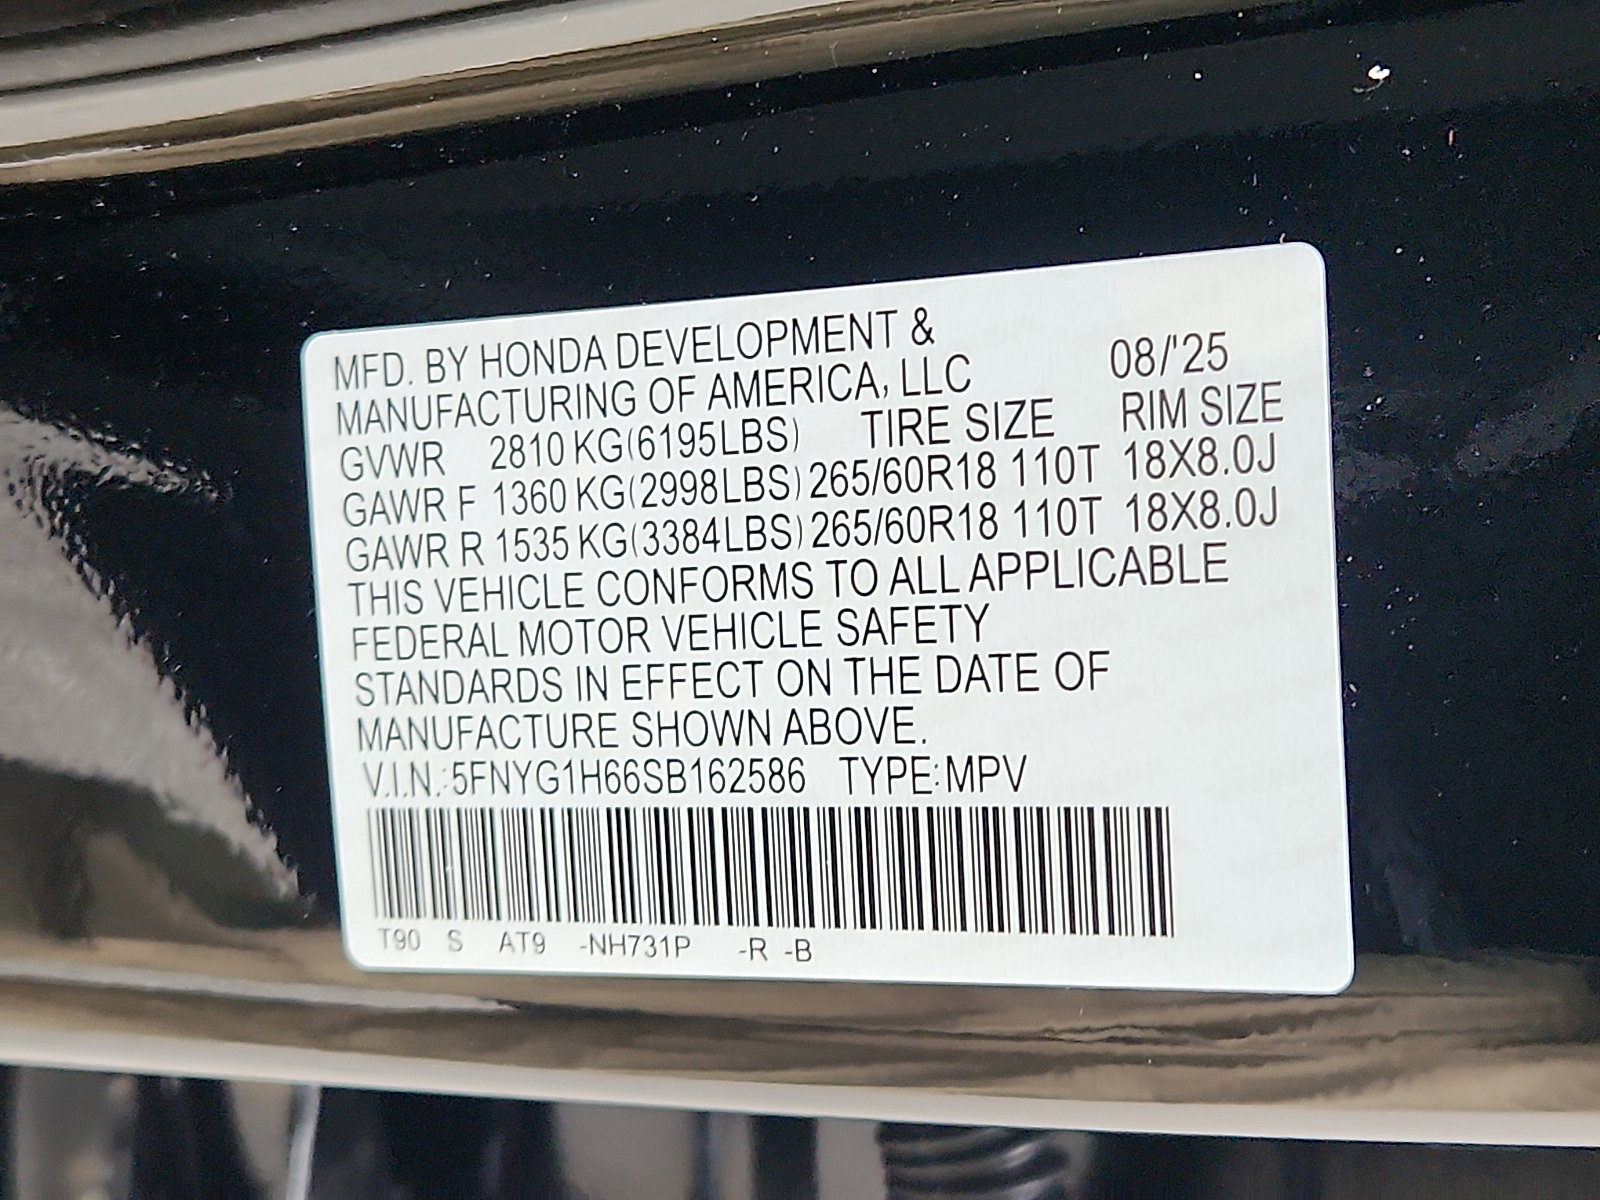 MFD. BY HONDA DEVELOPMENT &
MANUFACTURING OF AMERICA, LLC 08/'25
GVWR 2810 KG(6195LBS) TIRE SIZE RIM SIZE
GAWR F 1360 KG(2998LBS) 265/60R18 110T 18X8.0J
GAWR R 1535 KG(3384LBS) 265/60R18 110T 18X8.0J
THIS VEHICLE CONFORMS TO ALL APPLICABLE
FEDERAL MOTOR VEHICLE SAFETY
STANDARDS IN EFFECT ON THE DATE OF
MANUFACTURE SHOWN ABOVE.
V.I.N.:5FNYG1H66SB162586 TYPE:MPV
T90 S AT9 -NH731P -R -B